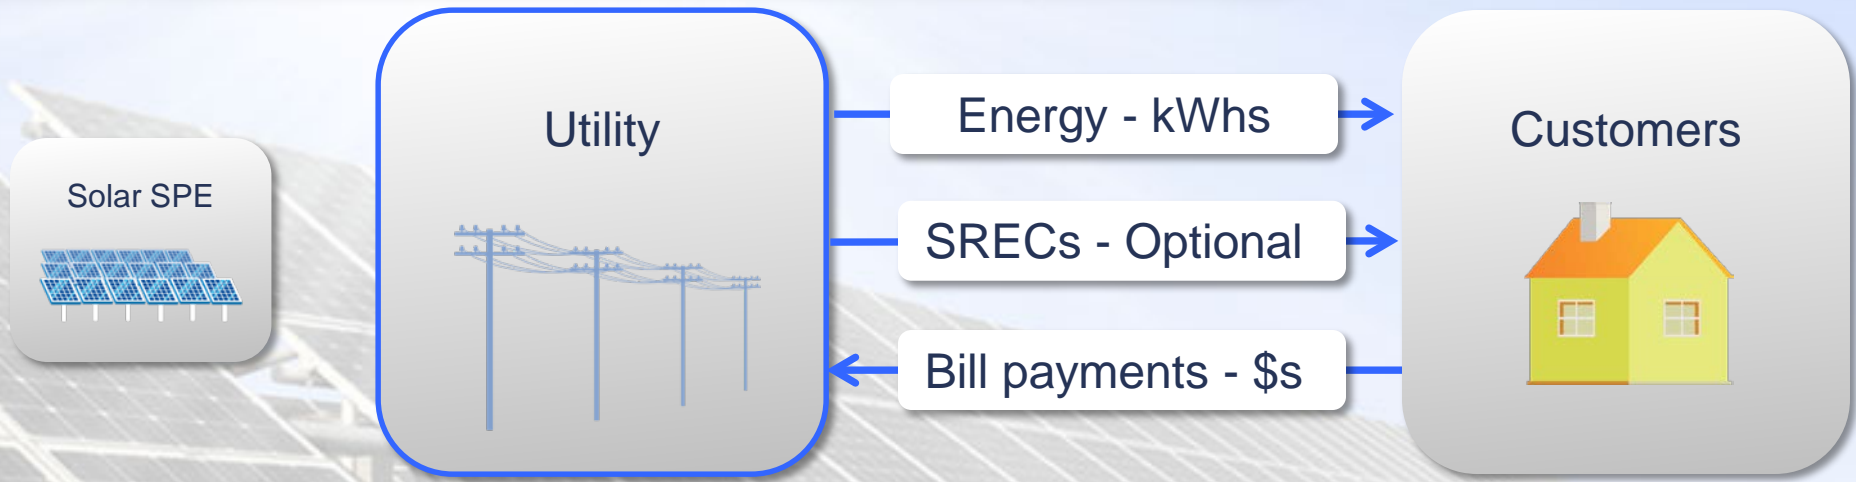 Solar SPE
Utility
Energy - kWhs
SRECs - Optional
Bill payments - $s
Customers